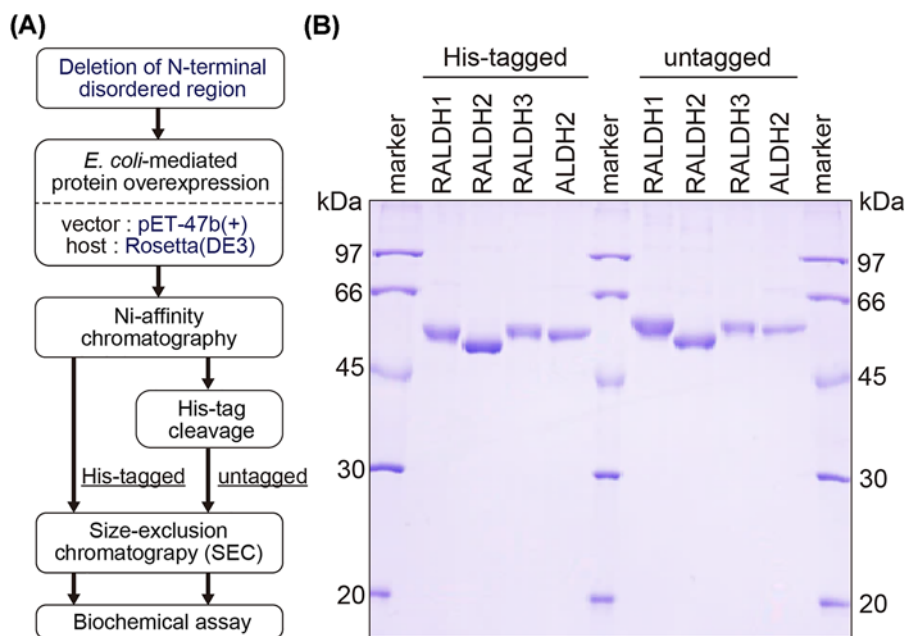 (A)
Deletion of N-terminal
disordered region
E. coli-mediated
protein overexpression
vector : pET-47b(+)
host : Rosetta(DE3)
Ni-affinity
chromatography
His-tag
cleavage
His-tagged
untagged
Size-exclusion
chromatograpy (SEC)
Biochemical assay
(B)
His-tagged
untagged
marker
RALDH1
RALDH2
RALDH3
ALDH2
marker
RALDH1
RALDH2
RALDH3
ALDH2
marker
kDa
97
66
45
30
20
kDa
97
66
45
30
20